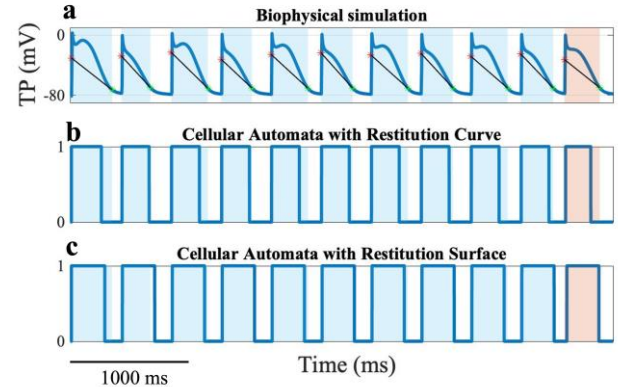 a
Biophysical simulation
TP (mV)
0
-80
b
Cellular Automata with Restitution Curve
1
0
c
Cellular Automata with Restitution Surface
1
0
Time (ms)
1000 ms